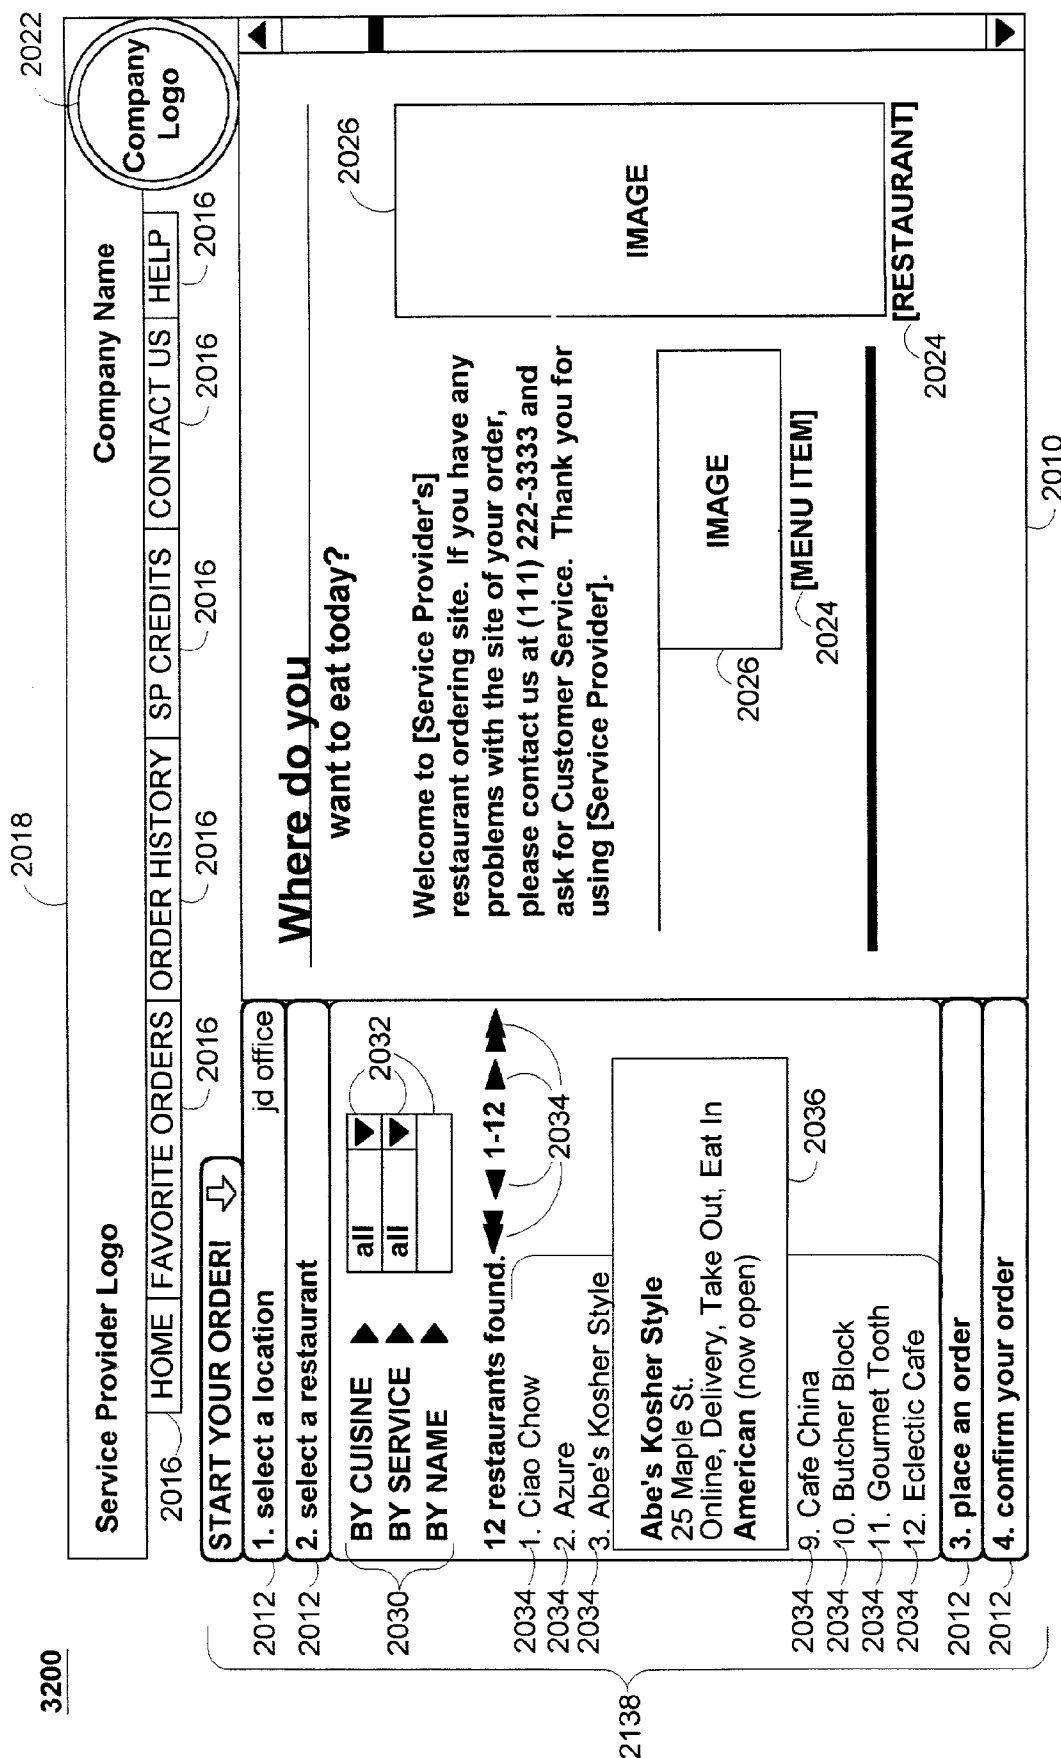 3200
2018
2022
Service Provider Logo
Company Name
Company
Logo
HOME
FAVORITE ORDERS
ORDER HISTORY
SP CREDITS
CONTACT US
HELP
2016
2016
2016
2016
2016
2016
START YOUR ORDER!
2012
1. select a location
jd office
2012
2. select a restaurant
2030
BY CUISINE
all
BY SERVICE
all
BY NAME
2032
12 restaurants found.
1-12
2034
2034
1. Ciao Chow
2034
2. Azure
2034
3. Abe's Kosher Style
Abe's Kosher Style
25 Maple St.
Online, Delivery, Take Out, Eat In
American (now open)
2036
2034
9. Cafe China
2034
10. Butcher Block
2034
11. Gourmet Tooth
2034
12. Eclectic Cafe
2012
3. place an order
2012
4. confirm your order
2138
Where do you
want to eat today?
Welcome to [Service Provider's]
restaurant ordering site. If you have any
problems with the site of your order,
please contact us at (111) 222-3333 and
ask for Customer Service. Thank you for
using [Service Provider].
IMAGE
2026
[MENU ITEM]
2024
IMAGE
2026
[RESTAURANT]
2024
2010